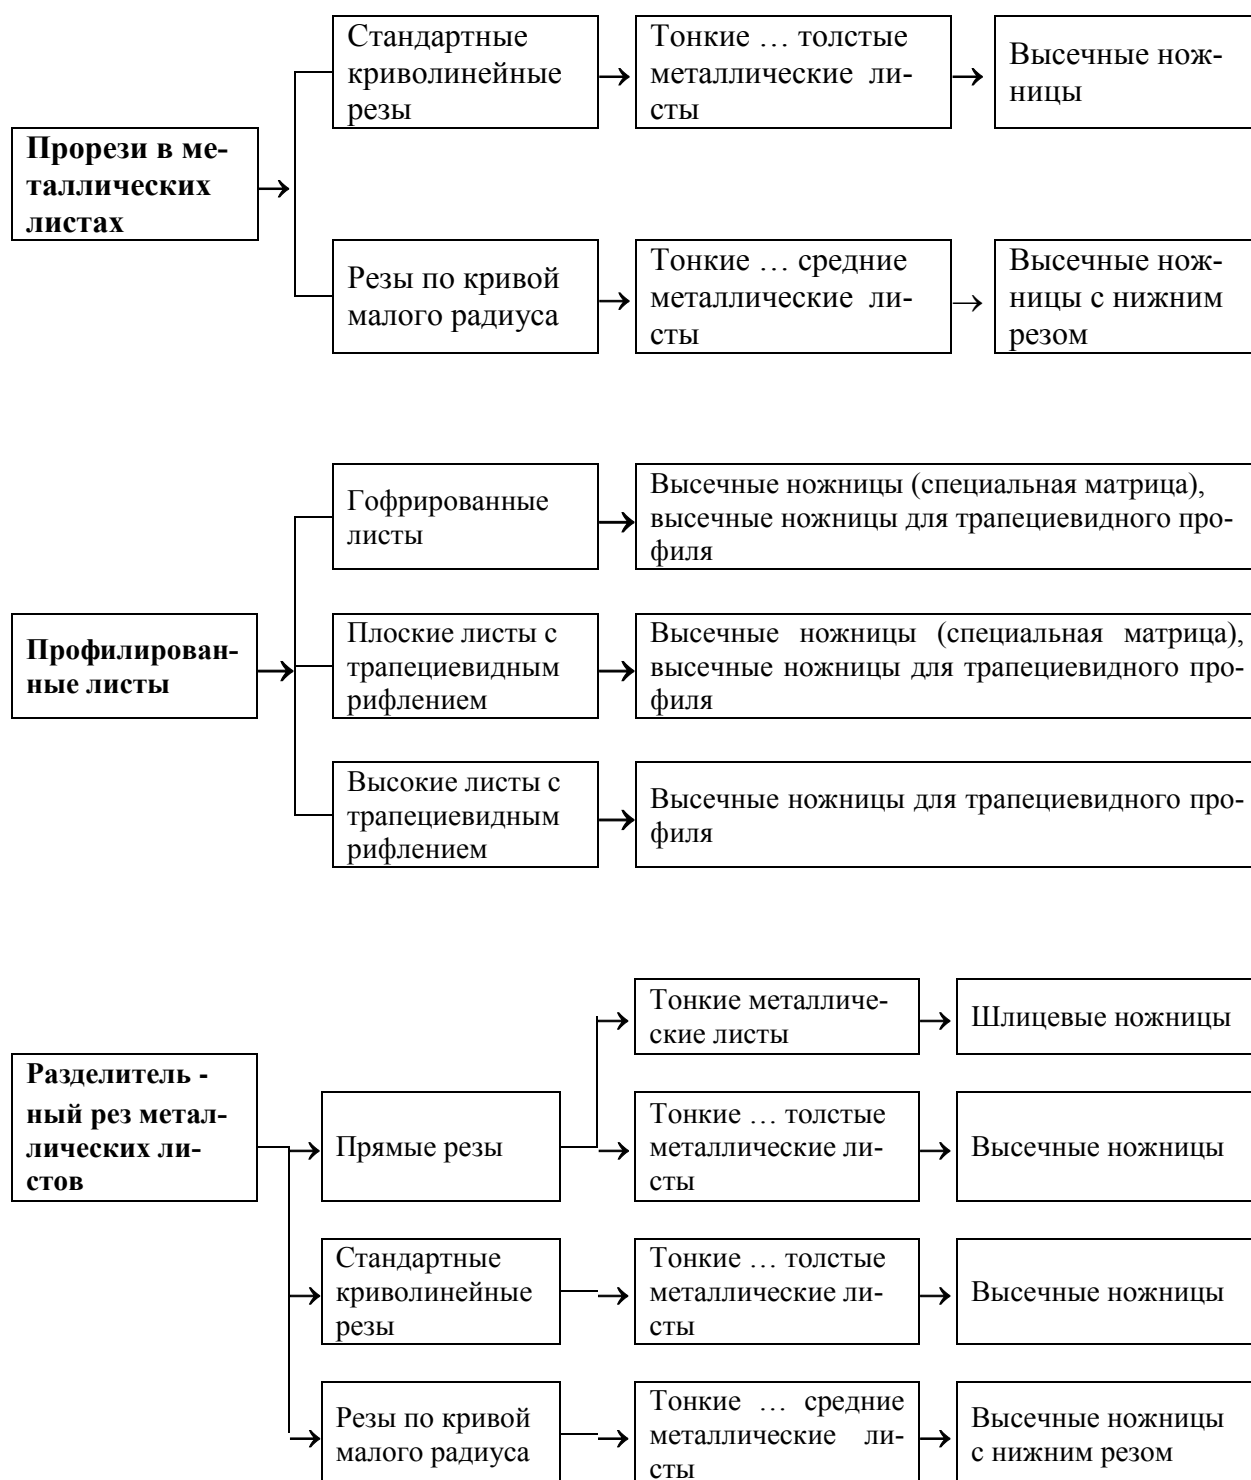 Стандартные
криволинейные
резы
Тонкие … толстые
металлические ли-
сты
Высечные нож-
ницы
Прорези в ме-
таллических
листах
Резы по кривой
малого радиуса
Тонкие … средние
металлические ли-
сты
Высечные нож-
ницы с нижним
резом
Гофрированные
листы
Высечные ножницы (специальная матрица),
высечные ножницы для трапециевидного про-
филя
Профилирован-
ные листы
Плоские листы с
трапециевидным
рифлением
Высечные ножницы (специальная матрица),
высечные ножницы для трапециевидного про-
филя
Высокие листы с
трапециевидным
рифлением
Высечные ножницы для трапециевидного про-
филя
Тонкие металличе-
ские листы
Шлицевые ножницы
Разделитель -
ный рез метал-
лических ли-
стов
Прямые резы
Тонкие … толстые
металлические ли-
сты
Высечные ножницы
Стандартные
криволинейные
резы
Тонкие … толстые
металлические ли-
сты
Высечные ножницы
Резы по кривой
малого радиуса
Тонкие … средние
металлические ли-
сты
Высечные ножницы
с нижним резом